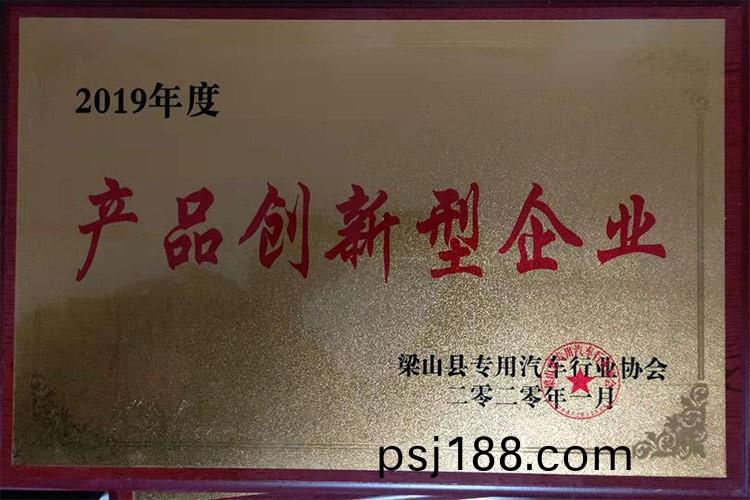 2019年度
产品创新型企业
梁山县专用汽车行业协会
二零二零年一月
psj188.com